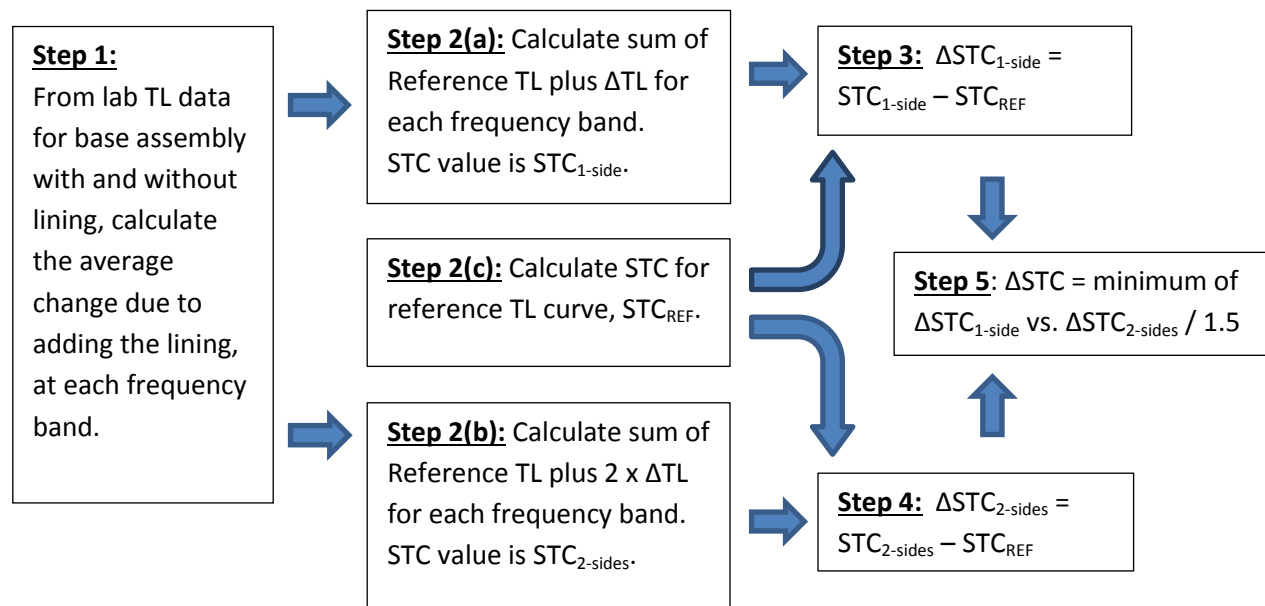 Step 1:
From lab TL data
for base assembly
with and without
lining, calculate
the average
change due to
adding the lining,
at each frequency
band.
Step 2(a): Calculate sum of
Reference TL plus ΔTL for
each frequency band.
STC value is STC1-side.
Step 2(c): Calculate STC for
reference TL curve, STCREF.
Step 2(b): Calculate sum of
Reference TL plus 2 x ΔTL
for each frequency band.
STC value is STC2-sides.
Step 3: ΔSTC1-side =
STC1-side – STCREF
Step 5: ΔSTC = minimum of
ΔSTC1-side vs. ΔSTC2-sides / 1.5
Step 4: ΔSTC2-sides =
STC2-sides – STCREF